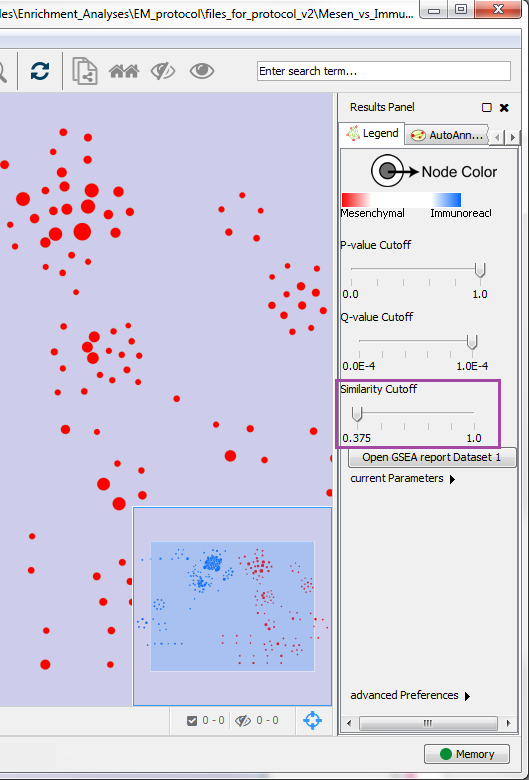 les\Enrichment_Analyses\EM_protocol\files_for_protocol_v2\Mesen_vs_Immu...
Enter search term...
Results Panel
Legend
AutoAnn...
Node Color
Mesenchymal
Immunoreacl
P-value Cutoff
0.0
1.0
Q-value Cutoff
0.0E-4
1.0E-4
Similarity Cutoff
0.375
1.0
Open GSEA report Dataset 1
current Parameters
advanced Preferences
0 - 0
0 - 0
Memory